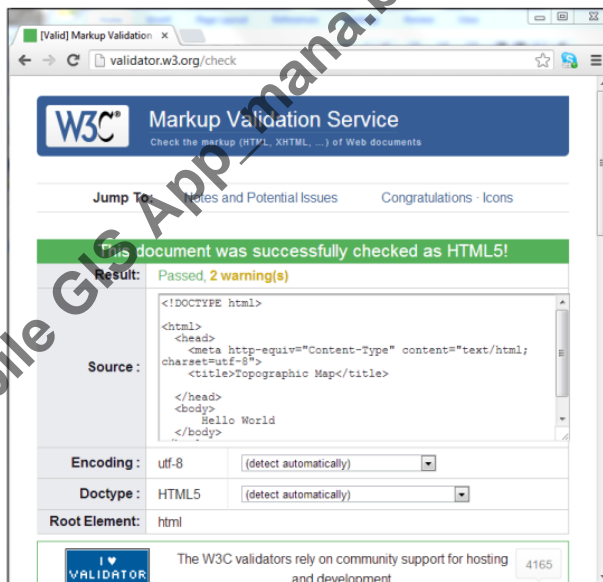 [Valid] Markup Validation
validator.w3.org/check
W3C®
Markup Validation Service
Check the markup (HTML, XHTML, ...) of Web documents
Jump To: Notes and Potential Issues Congratulations · Icons
This document was successfully checked as HTML5!
Result: Passed, 2 warning(s)
Source :
<!DOCTYPE html>
<html>
<head>
<meta http-equiv="Content-Type" content="text/html;
charset=utf-8">
<title>Topographic Map</title>
</head>
<body>
Hello World
</body>
Encoding : utf-8 (detect automatically)
Doctype : HTML5 (detect automatically)
Root Element: html
I ♥
VALIDATOR
The W3C validators rely on community support for hosting
and development
4165
GIS App_mana